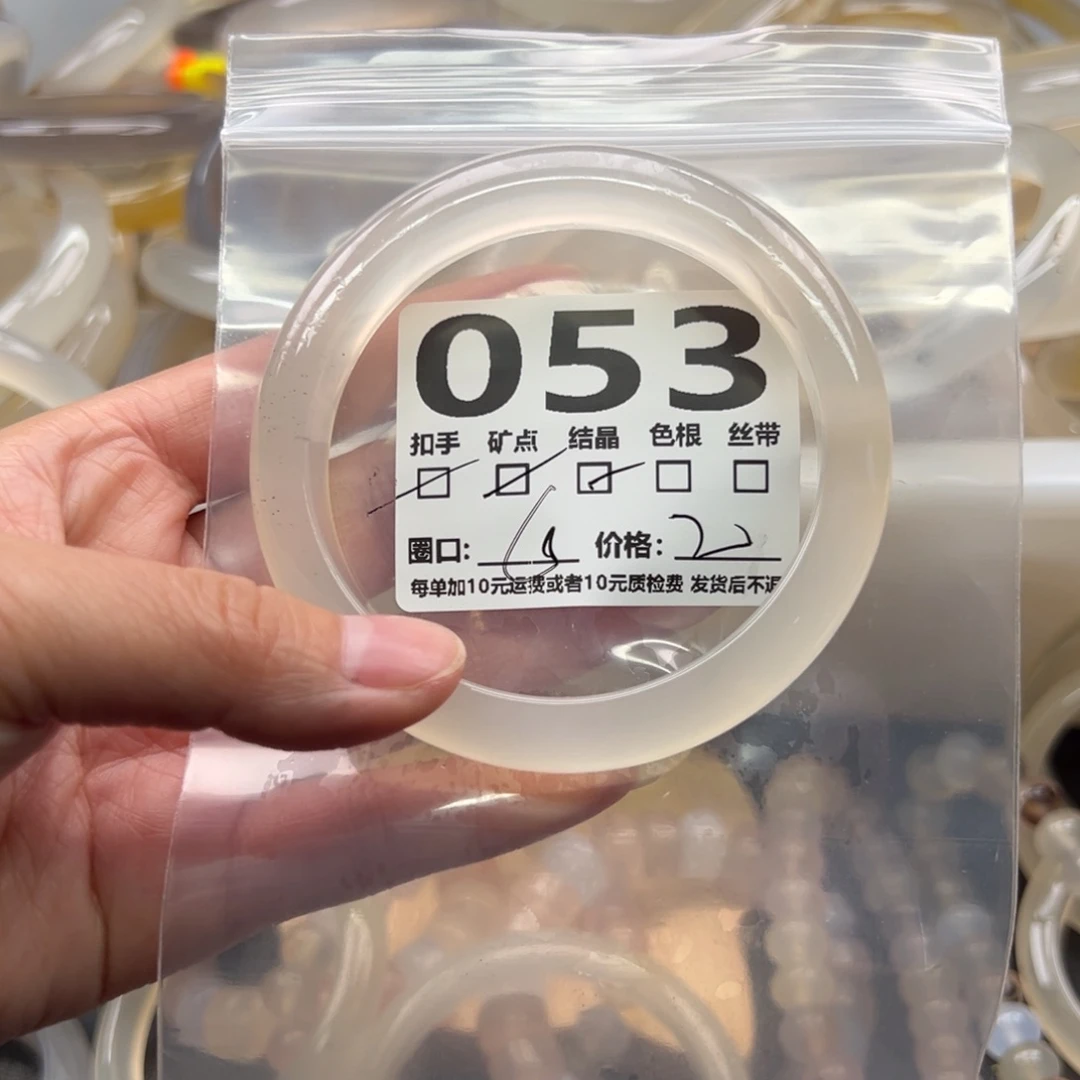 053
扣手 矿点 结晶 色根 丝带
圈口: 价格:
每单加10元运费或者10元质检费 发货后不退